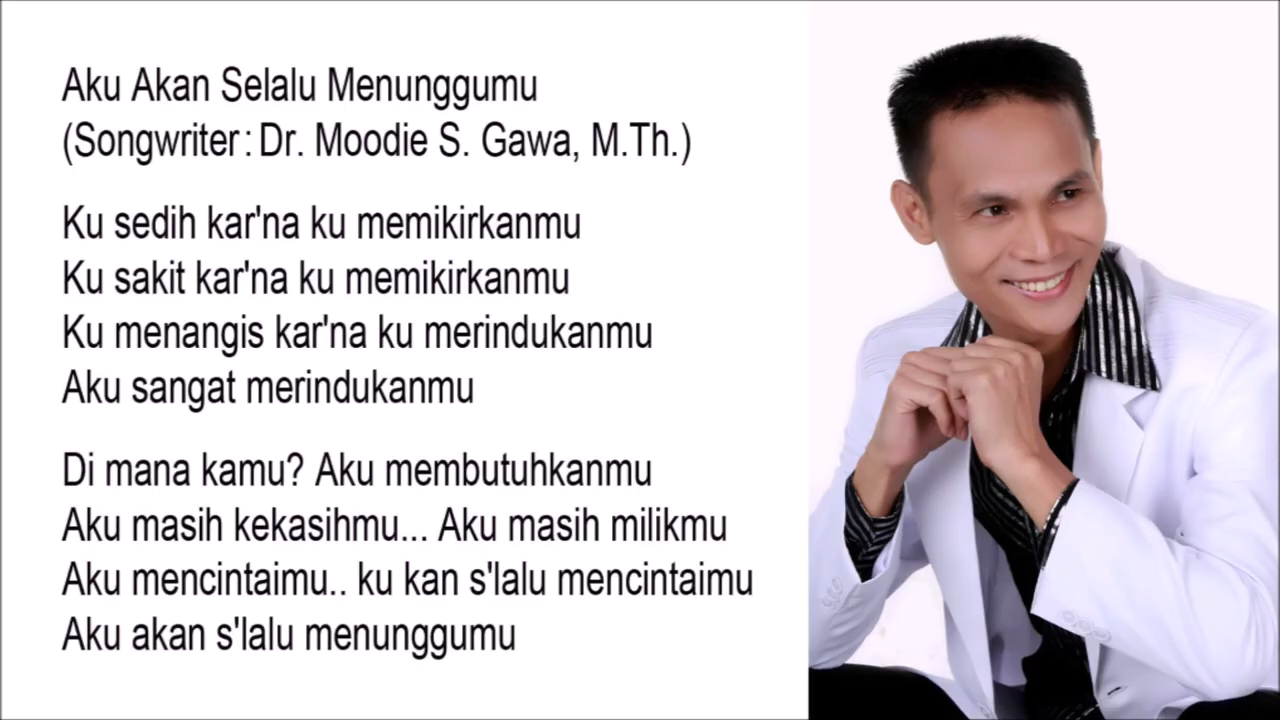 Aku Akan Selalu Menunggumu
(Songwriter: Dr. Moodie S. Gawa, M.Th.)
Ku sedih kar'na ku memikirkanmu
Ku sakit kar'na ku memikirkanmu
Ku menangis kar'na ku merindukanmu
Aku sangat merindukanmu
Di mana kamu? Aku membutuhkanmu
Aku masih kekasihmu... Aku masih milikmu
Aku mencintaimu.. ku kan s'lalu mencintaimu
Aku akan s'lalu menunggumu